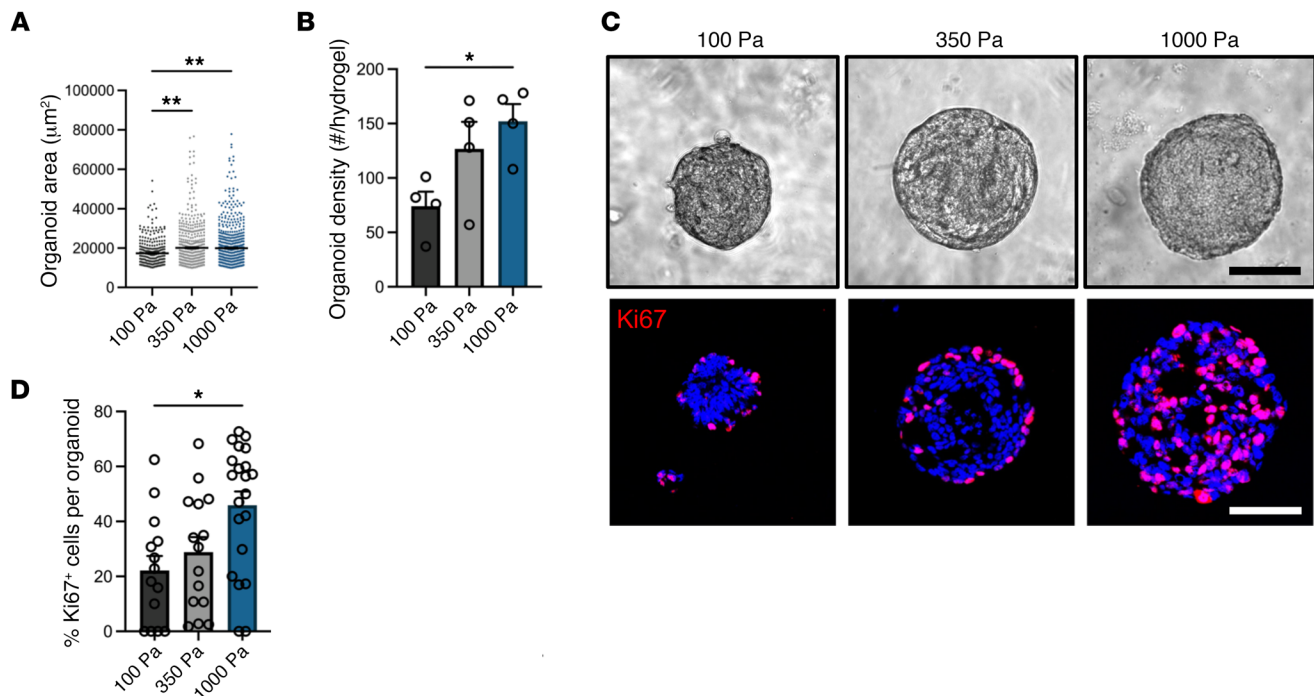 A
Organoid area (μm²)
100000
80000
60000
40000
20000
0
**
**
100 Pa
350 Pa
1000 Pa
B
Organoid density (#/hydrogel)
200
150
100
50
0
*
100 Pa
350 Pa
1000 Pa
C
100 Pa
350 Pa
1000 Pa
Ki67
D
% Ki67⁺ cells per organoid
80
60
40
20
0
*
100 Pa
350 Pa
1000 Pa